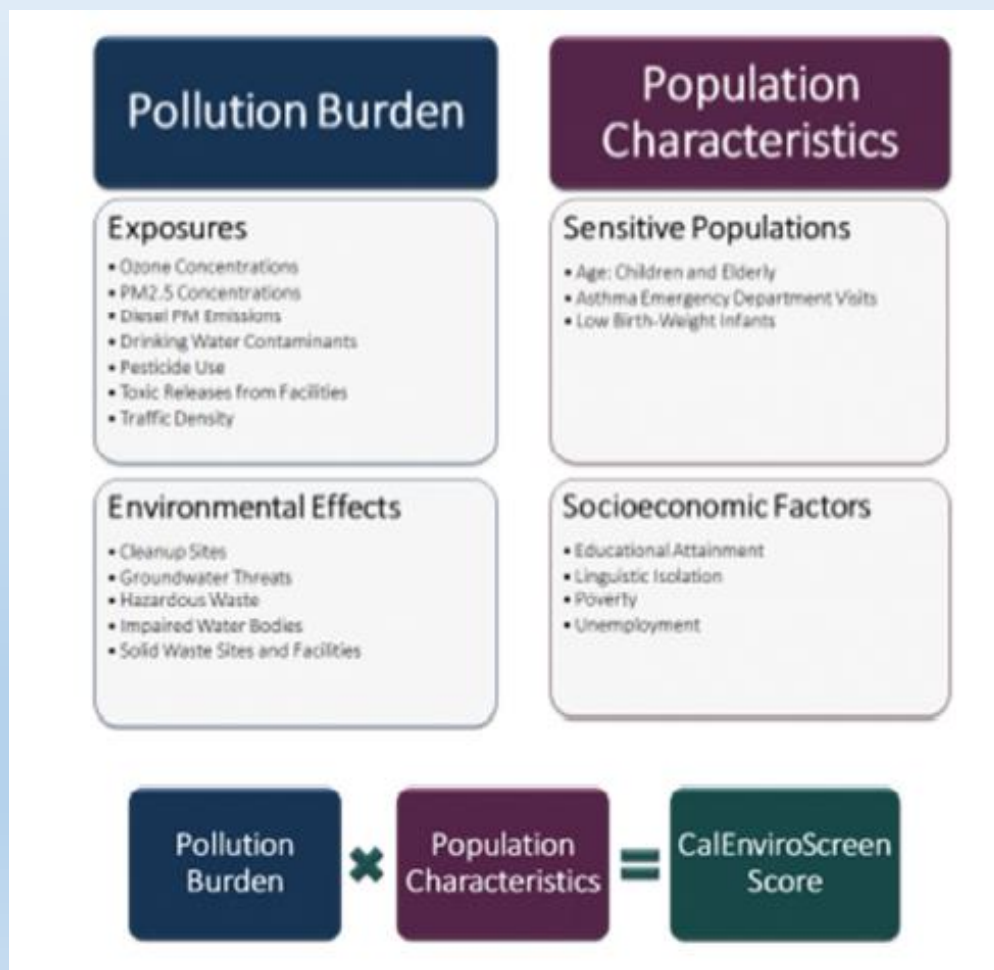 Pollution Burden
Exposures
• Ozone Concentrations
• PM2.5 Concentrations
• Diesel PM Emissions
• Drinking Water Contaminants
• Pesticide Use
• Toxic Releases from Facilities
• Traffic Density
Environmental Effects
• Cleanup Sites
• Groundwater Threats
• Hazardous Waste
• Impaired Water Bodies
• Solid Waste Sites and Facilities
Population
Characteristics
Sensitive Populations
• Age: Children and Elderly
• Asthma Emergency Department Visits
• Low Birth-Weight Infants
Socioeconomic Factors
• Educational Attainment
• Linguistic Isolation
• Poverty
• Unemployment
Pollution
Burden
×
Population
Characteristics
=
CalEnviroScreen
Score